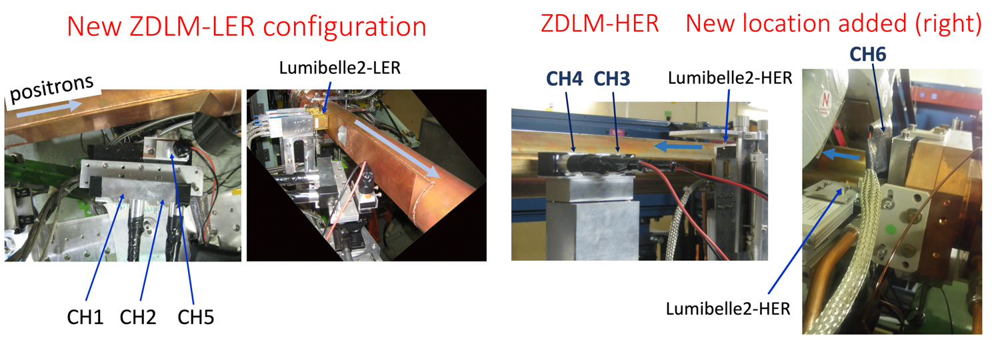 New ZDLM-LER configuration
ZDLM-HER New location added (right)
positrons
Lumibelle2-LER
CH4 CH3
Lumibelle2-HER
CH6
N
CH1 CH2 CH5
Lumibelle2-HER